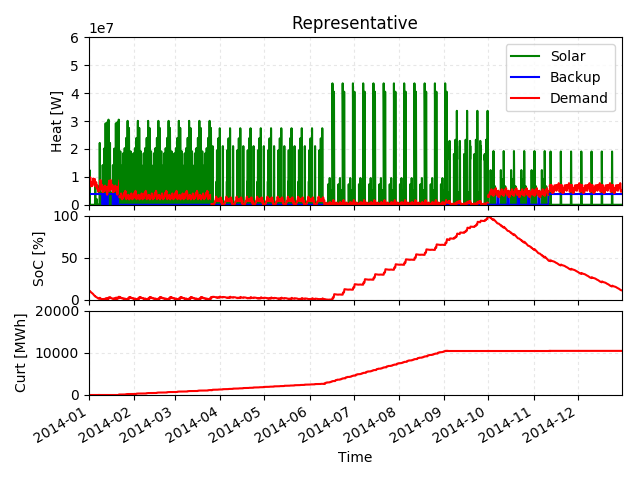 Representative
1e7
6
5
4
3
2
1
0
Heat [W]
Solar
Backup
Demand
100
50
0
SoC [%]
20000
10000
0
Curt [MWh]
2014-01
2014-02
2014-03
2014-04
2014-05
2014-06
2014-07
2014-08
2014-09
2014-10
2014-11
2014-12
Time